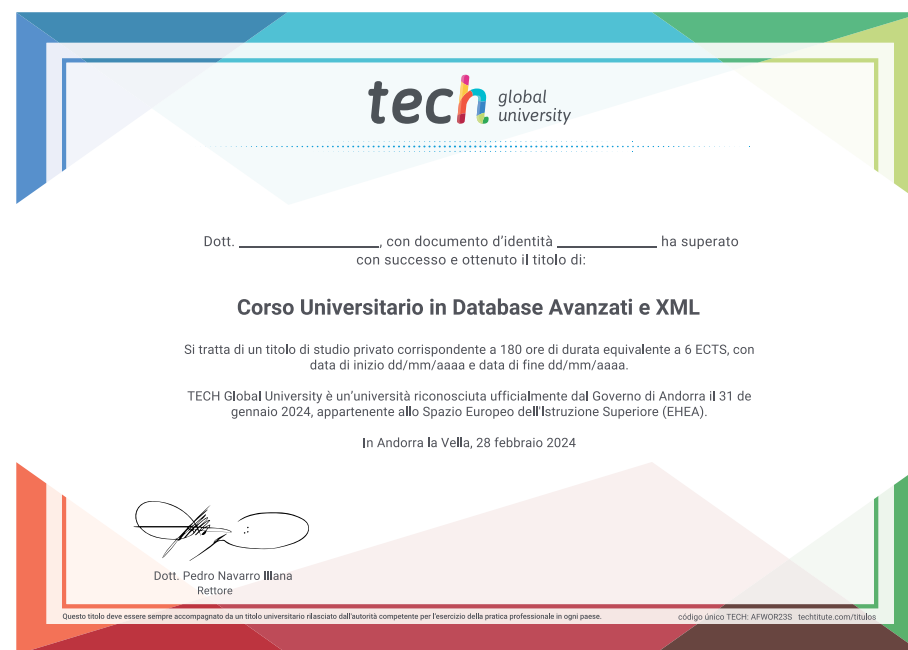 tech global university
Dott. ____________, con documento d'identità __________ ha superato
con successo e ottenuto il titolo di:
Corso Universitario in Database Avanzati e XML
Si tratta di un titolo di studio privato corrispondente a 180 ore di durata equivalente a 6 ECTS, con
data di inizio dd/mm/aaaa e data di fine dd/mm/aaaa.
TECH Global University è un'università riconosciuta ufficialmente dal Governo di Andorra il 31 de
gennaio 2024, appartenente allo Spazio Europeo dell'Istruzione Superiore (EHEA).
In Andorra la Vella, 28 febbraio 2024
Dott. Pedro Navarro Illana
Rettore
Questo titolo deve essere sempre accompagnato da un titolo universitario rilasciato dall'autorità competente per l'esercizio della pratica professionale in ogni paese.
código único TECH: AFWOR23S techtitute.com/titulos